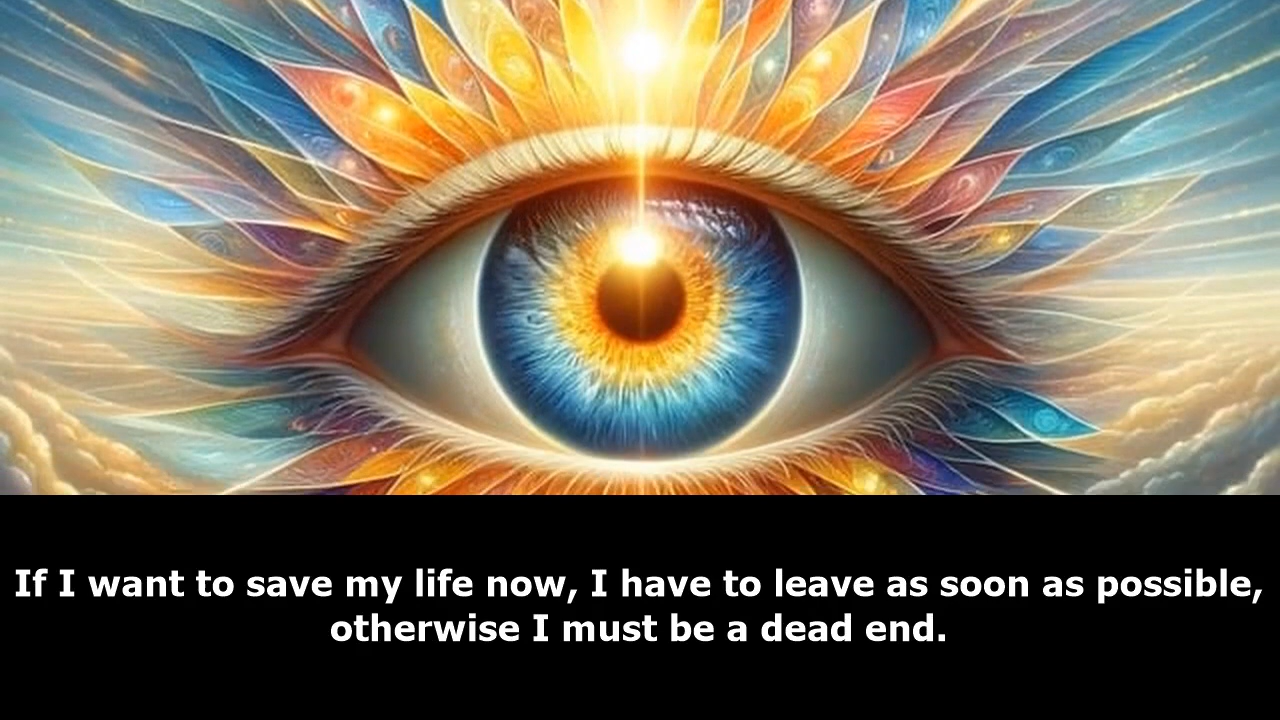 If I want to save my life now, I have to leave as soon as possible,
otherwise I must be a dead end.